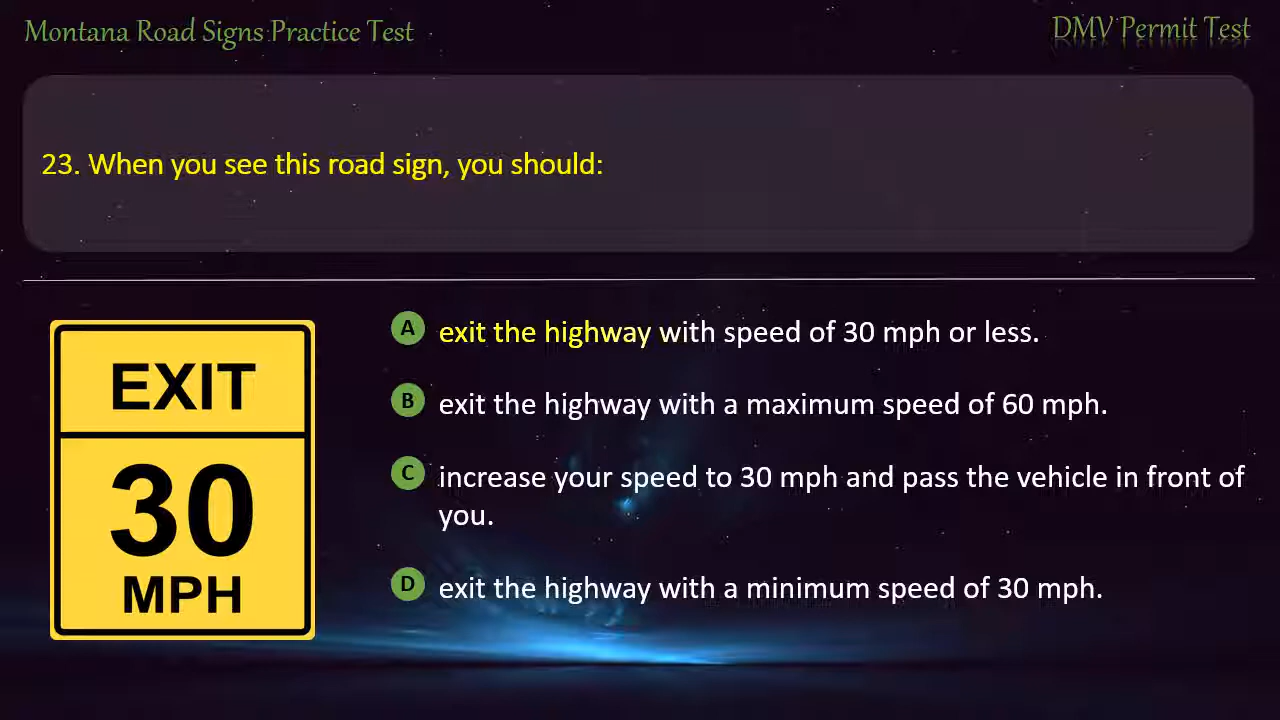 Montana Road Signs Practice Test
DMV Permit Test
23. When you see this road sign, you should:
EXIT
30
MPH
A exit the highway with speed of 30 mph or less.
B exit the highway with a maximum speed of 60 mph.
C increase your speed to 30 mph and pass the vehicle in front of
you.
D exit the highway with a minimum speed of 30 mph.